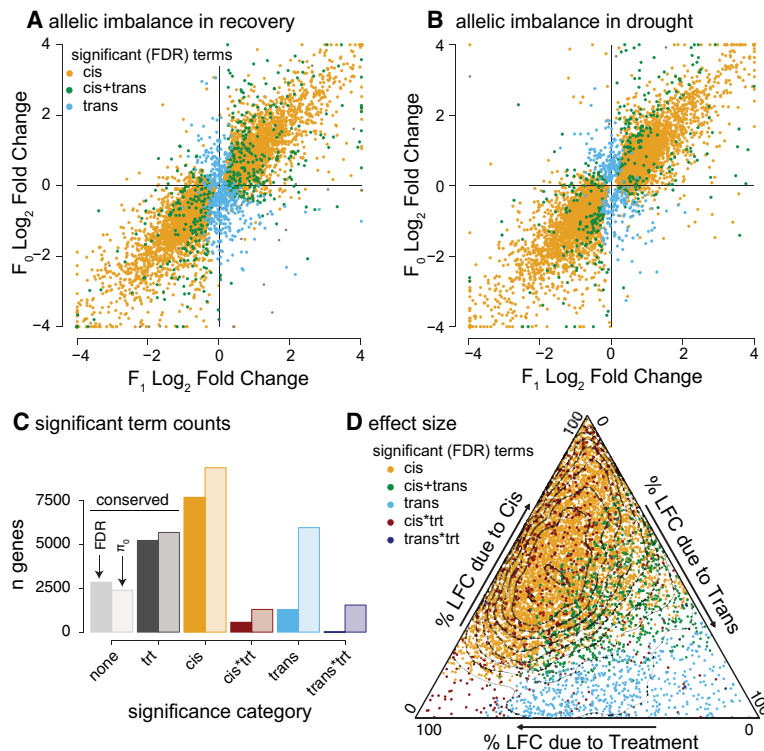 A allelic imbalance in recovery
significant (FDR) terms
cis
cis+trans
trans
4
2
0
−2
−4
F0 Log2 Fold Change
−4 −2 0 2 4
F1 Log2 Fold Change
B allelic imbalance in drought
4
2
0
−2
−4
F0 Log2 Fold Change
−4 −2 0 2 4
F1 Log2 Fold Change
C significant term counts
conserved
FDR
π0
7500
5000
2500
0
n genes
none trt cis cis*trt trans trans*trt
significance category
D effect size
significant (FDR) terms
cis
cis+trans
trans
cis*trt
trans*trt
100 0
% LFC due to Cis
% LFC due to Trans
100
100 0
% LFC due to Treatment